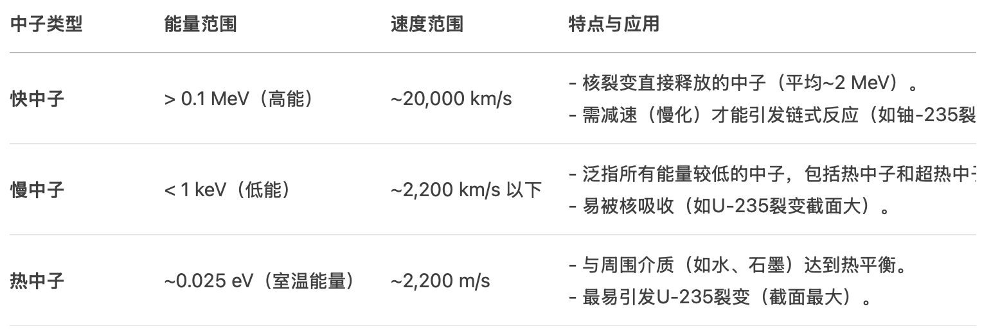 中子类型 能量范围 速度范围 特点与应用
快中子 > 0.1 MeV（高能） ~20,000 km/s
- 核裂变直接释放的中子（平均~2 MeV）。
- 需减速（慢化）才能引发链式反应（如铀-235裂
慢中子 < 1 keV（低能） ~2,200 km/s 以下
- 泛指所有能量较低的中子，包括热中子和超热中
- 易被核吸收（如U-235裂变截面大）。
热中子 ~0.025 eV（室温能量） ~2,200 m/s
- 与周围介质（如水、石墨）达到热平衡。
- 最易引发U-235裂变（截面最大）。